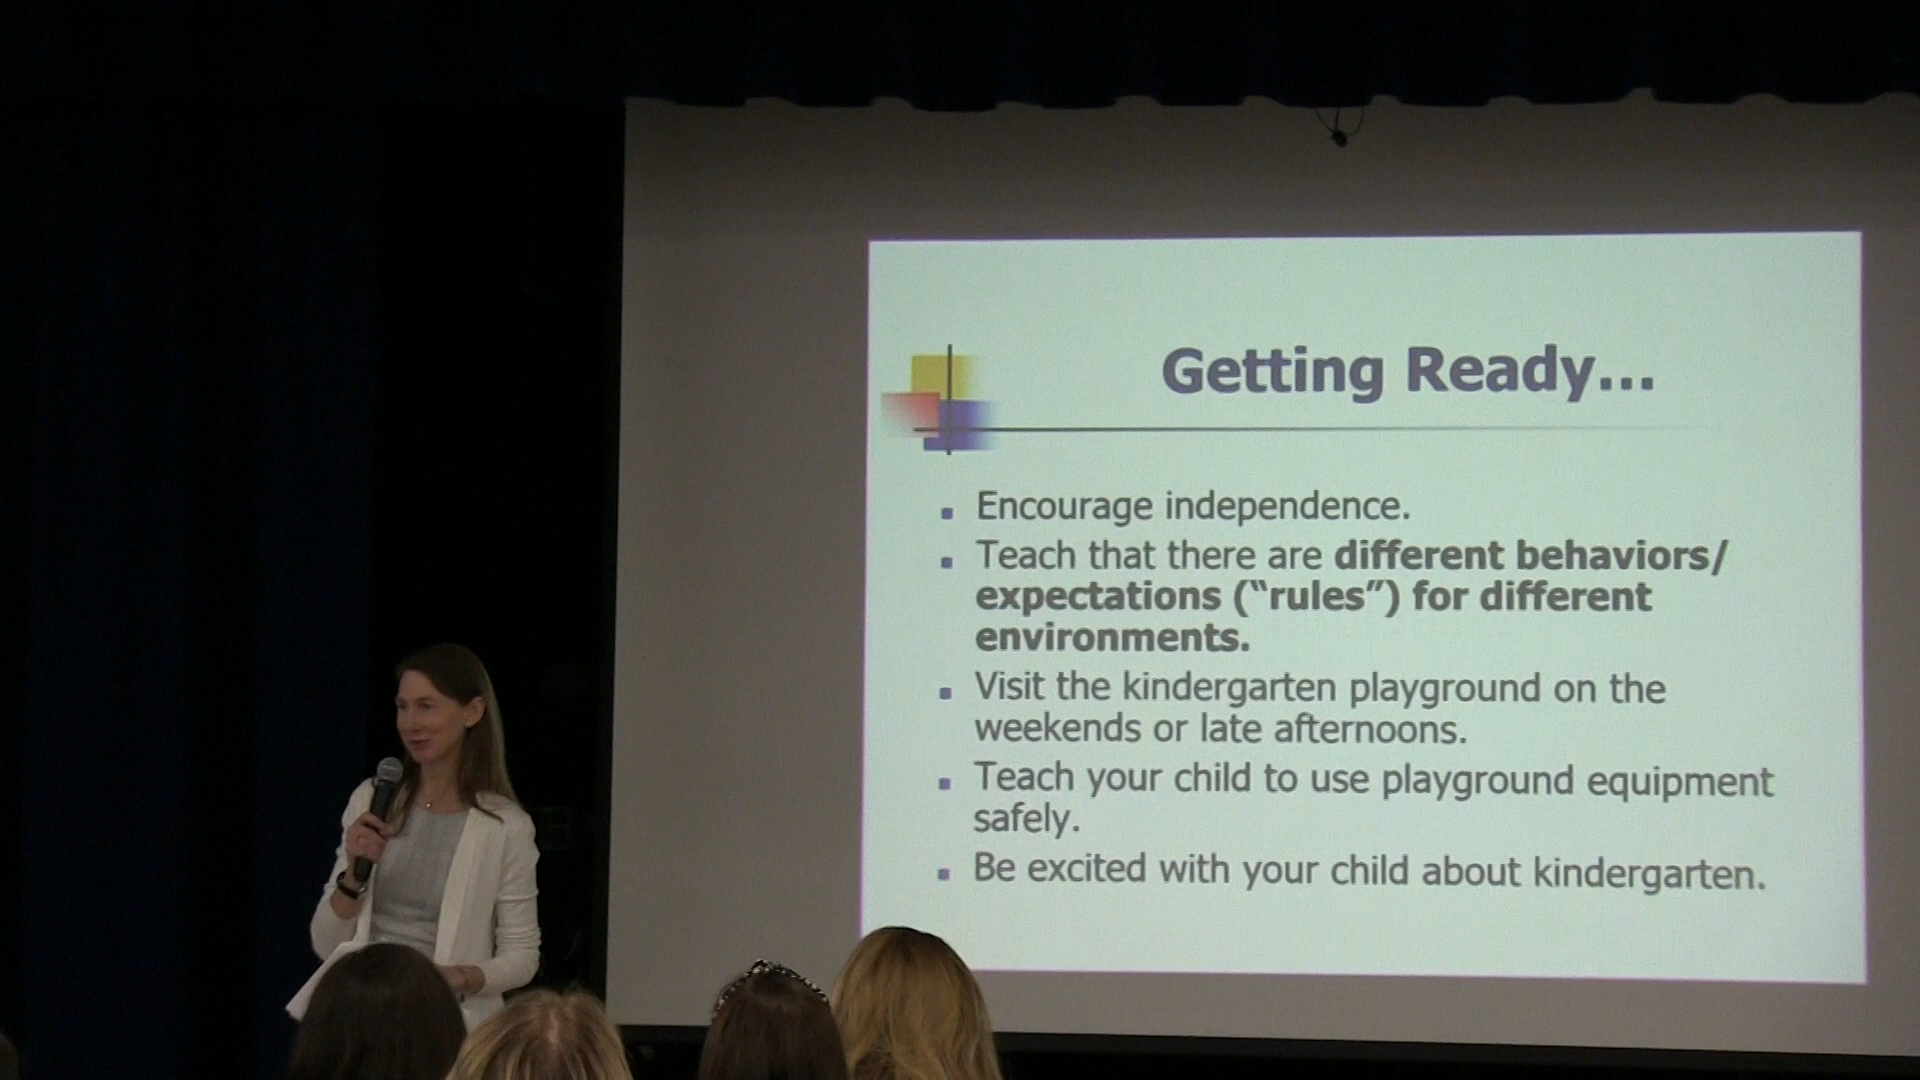 Getting Ready...
Encourage independence.
Teach that there are different behaviors/
expectations (“rules”) for different
environments.
Visit the kindergarten playground on the
weekends or late afternoons.
Teach your child to use playground equipment
safely.
Be excited with your child about kindergarten.